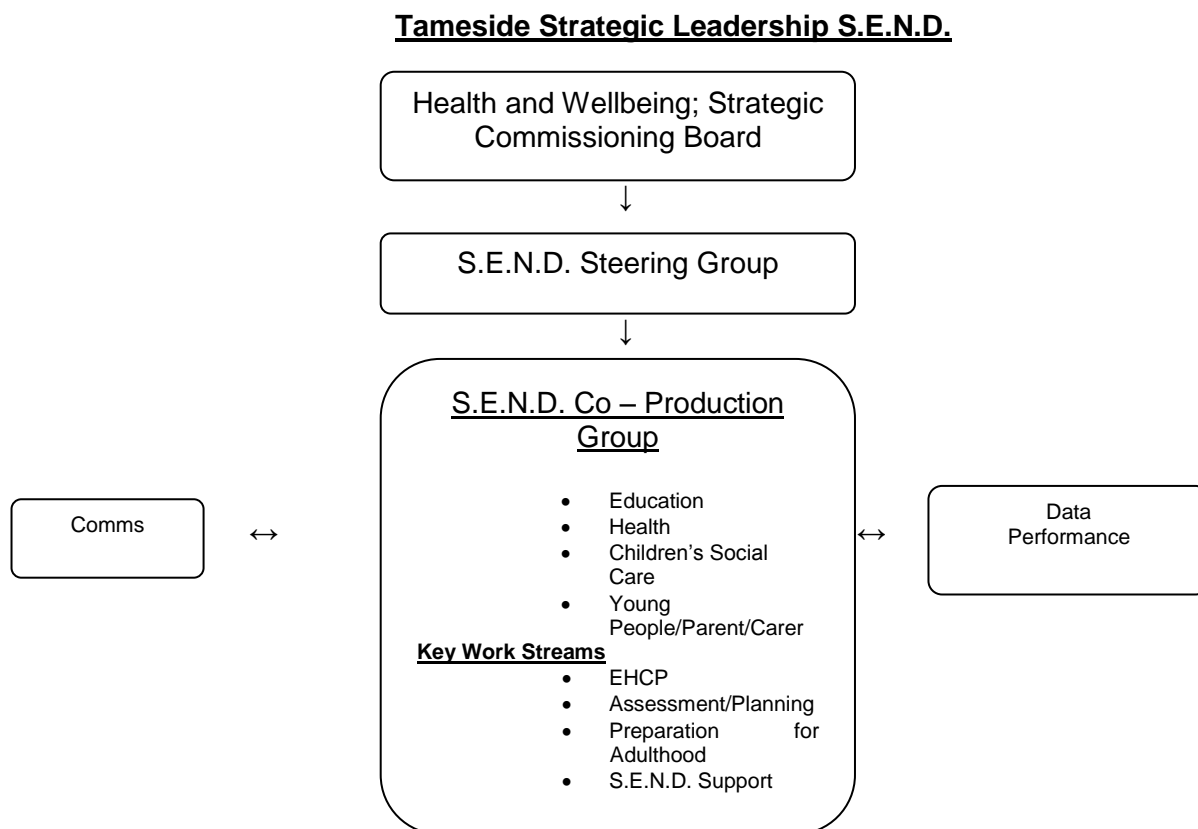 Tameside Strategic Leadership S.E.N.D.
Health and Wellbeing; Strategic
Commissioning Board
↓
S.E.N.D. Steering Group
↓
S.E.N.D. Co – Production
Group
• Education
• Health
• Children's Social
Care
• Young
People/Parent/Carer
Comms
↔
↔
Data
Performance
Key Work Streams
• EHCP
• Assessment/Planning
• Preparation for
Adulthood
• S.E.N.D. Support